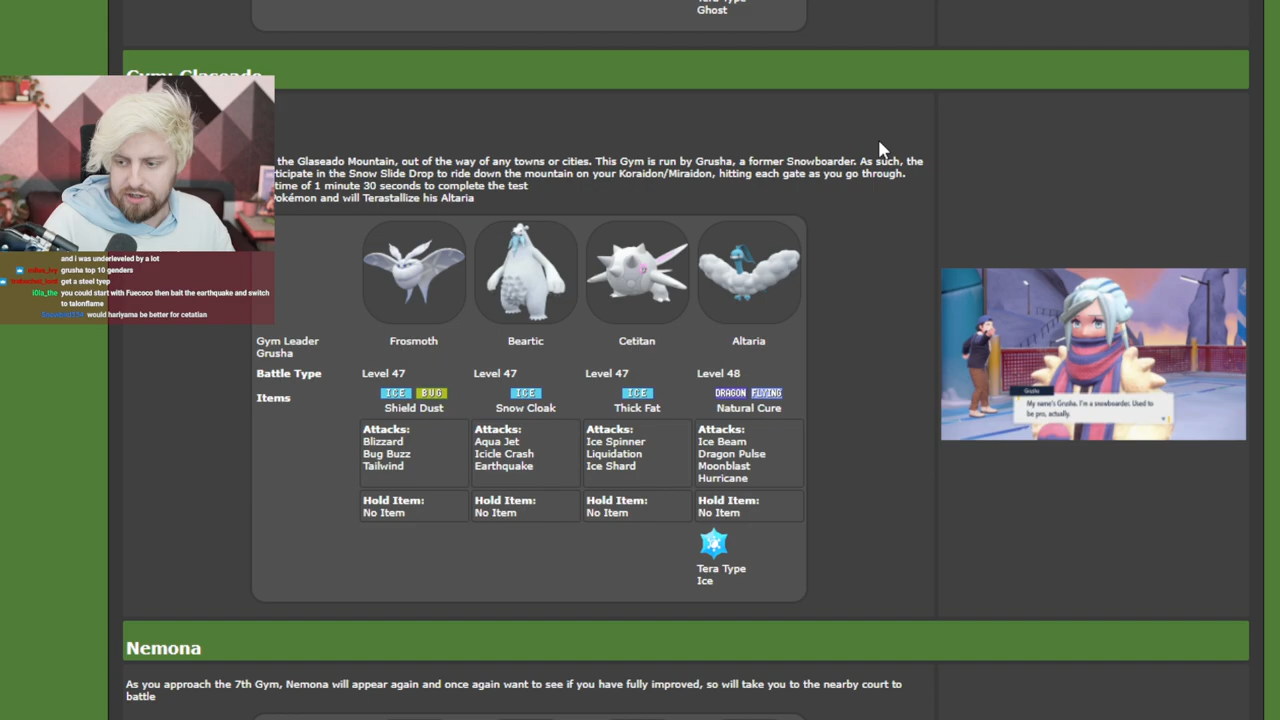 Ghost
Gym: Glaseado
the Glaseado Mountain, out of the way of any towns or cities. This Gym is run by Grusha, a former Snowboarder. As such, the
ticipate in the Snow Slide Drop to ride down the mountain on your Koraidon/Miraidon, hitting each gate as you go through.
time of 1 minute 30 seconds to complete the test
Pokémon and will Terastallize his Altaria
and i was underleveled by a lot
grusha top 10 genders
get a steel tyep
you could start with Fuecoco then bait the earthquake and switch
to talonflame
would hariyama be better for cetatian
Gym Leader
Grusha
Frosmoth
Beartic
Cetitan
Altaria
Battle Type
Level 47
Level 47
Level 47
Level 48
Items
ICE BUG
ICE
ICE
DRAGON FLYING
Shield Dust
Snow Cloak
Thick Fat
Natural Cure
Attacks:
Blizzard
Bug Buzz
Tailwind
Attacks:
Aqua Jet
Icicle Crash
Earthquake
Attacks:
Ice Spinner
Liquidation
Ice Shard
Attacks:
Ice Beam
Dragon Pulse
Moonblast
Hurricane
Hold Item:
No Item
Hold Item:
No Item
Hold Item:
No Item
Hold Item:
No Item
Tera Type
Ice
Grusha
My name's Grusha. I'm a snowboarder. Used to
be pro, actually.
Nemona
As you approach the 7th Gym, Nemona will appear again and once again want to see if you have fully improved, so will take you to the nearby court to
battle